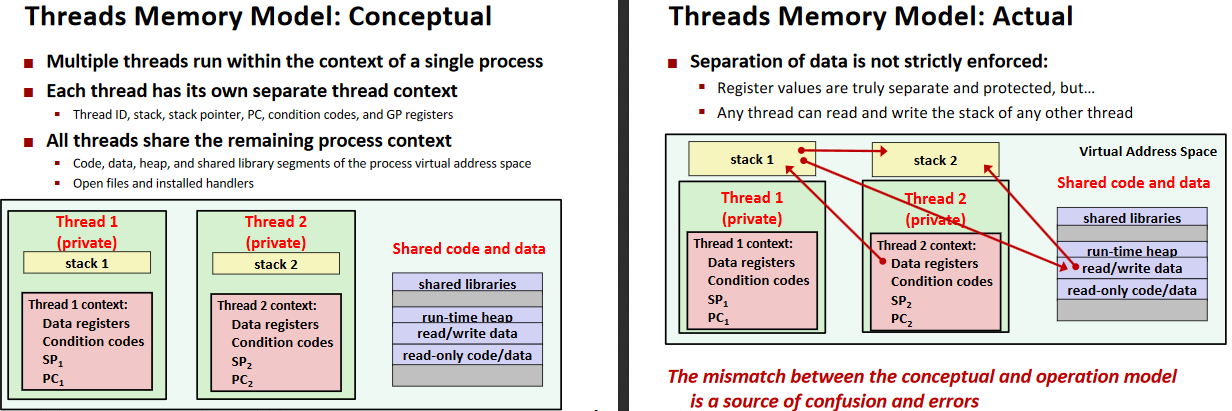 Threads Memory Model: Conceptual
Multiple threads run within the context of a single process
Each thread has its own separate thread context
Thread ID, stack, stack pointer, PC, condition codes, and GP registers
All threads share the remaining process context
Code, data, heap, and shared library segments of the process virtual address space
Open files and installed handlers
Thread 1
(private)
stack 1
Thread 1 context:
Data registers
Condition codes
SP1
PC1
Thread 2
(private)
stack 2
Thread 2 context:
Data registers
Condition codes
SP2
PC2
Shared code and data
shared libraries
run-time heap
read/write data
read-only code/data
Threads Memory Model: Actual
Separation of data is not strictly enforced:
Register values are truly separate and protected, but…
Any thread can read and write the stack of any other thread
stack 1
stack 2
Virtual Address Space
Thread 1
(private)
Thread 1 context:
Data registers
Condition codes
SP1
PC1
Thread 2
(private)
Thread 2 context:
Data registers
Condition codes
SP2
PC2
Shared code and data
shared libraries
run-time heap
read/write data
read-only code/data
The mismatch between the conceptual and operation model
is a source of confusion and errors